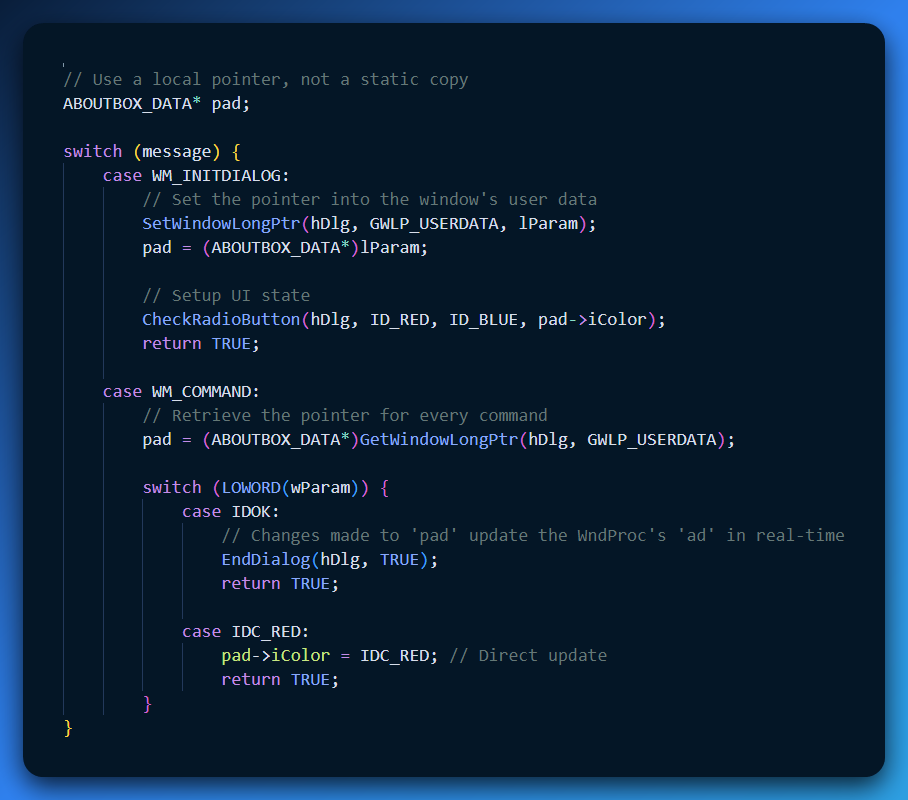 // Use a local pointer, not a static copy
ABOUTBOX_DATA* pad;
switch (message) {
case WM_INITDIALOG:
// Set the pointer into the window's user data
SetWindowLongPtr(hDlg, GWLP_USERDATA, lParam);
pad = (ABOUTBOX_DATA*)lParam;
// Setup UI state
CheckRadioButton(hDlg, ID_RED, ID_BLUE, pad->iColor);
return TRUE;
case WM_COMMAND:
// Retrieve the pointer for every command
pad = (ABOUTBOX_DATA*)GetWindowLongPtr(hDlg, GWLP_USERDATA);
switch (LOWORD(wParam)) {
case IDOK:
// Changes made to 'pad' update the WndProc's 'ad' in real-time
EndDialog(hDlg, TRUE);
return TRUE;
case IDC_RED:
pad->iColor = IDC_RED; // Direct update
return TRUE;
}
}